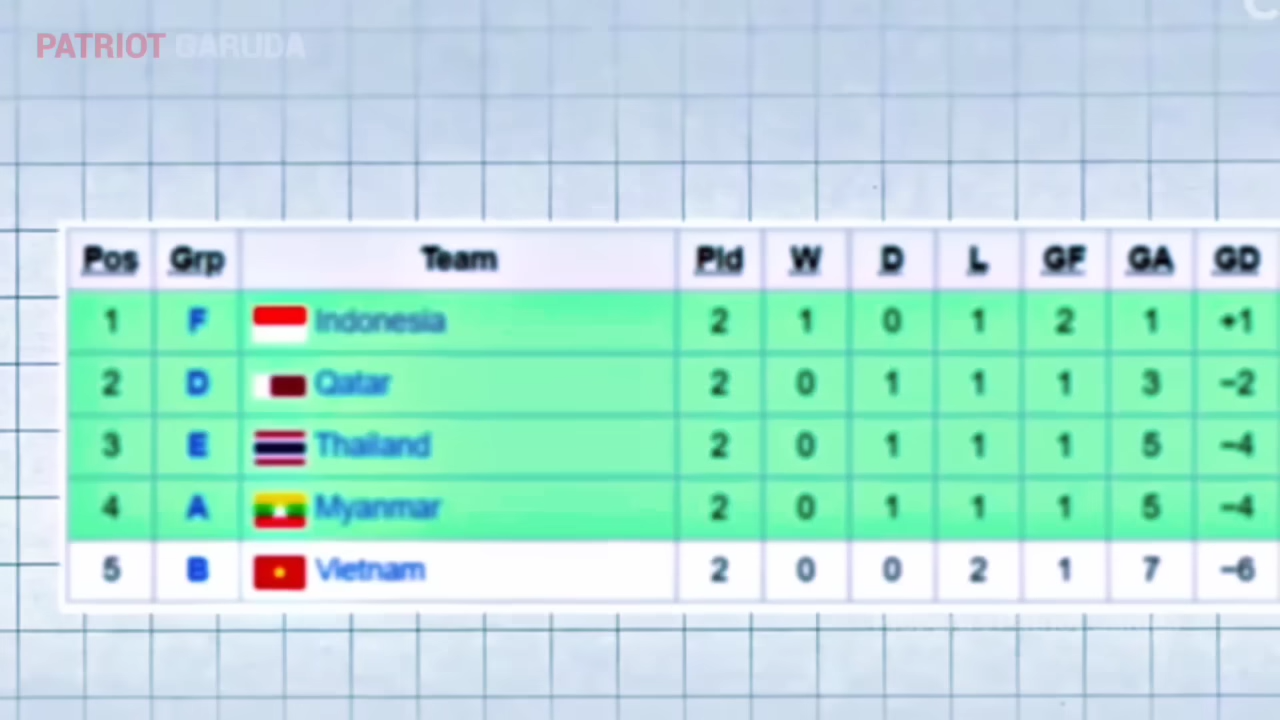 PATRIOT GARUDA
Pos Grp Team Pld W D L GF GA GD
1 F Indonesia 2 1 0 1 2 1 +1
2 D Qatar 2 0 1 1 1 3 −2
3 E Thailand 2 0 1 1 1 5 −4
4 A Myanmar 2 0 1 1 1 5 −4
5 B Vietnam 2 0 0 2 1 7 −6